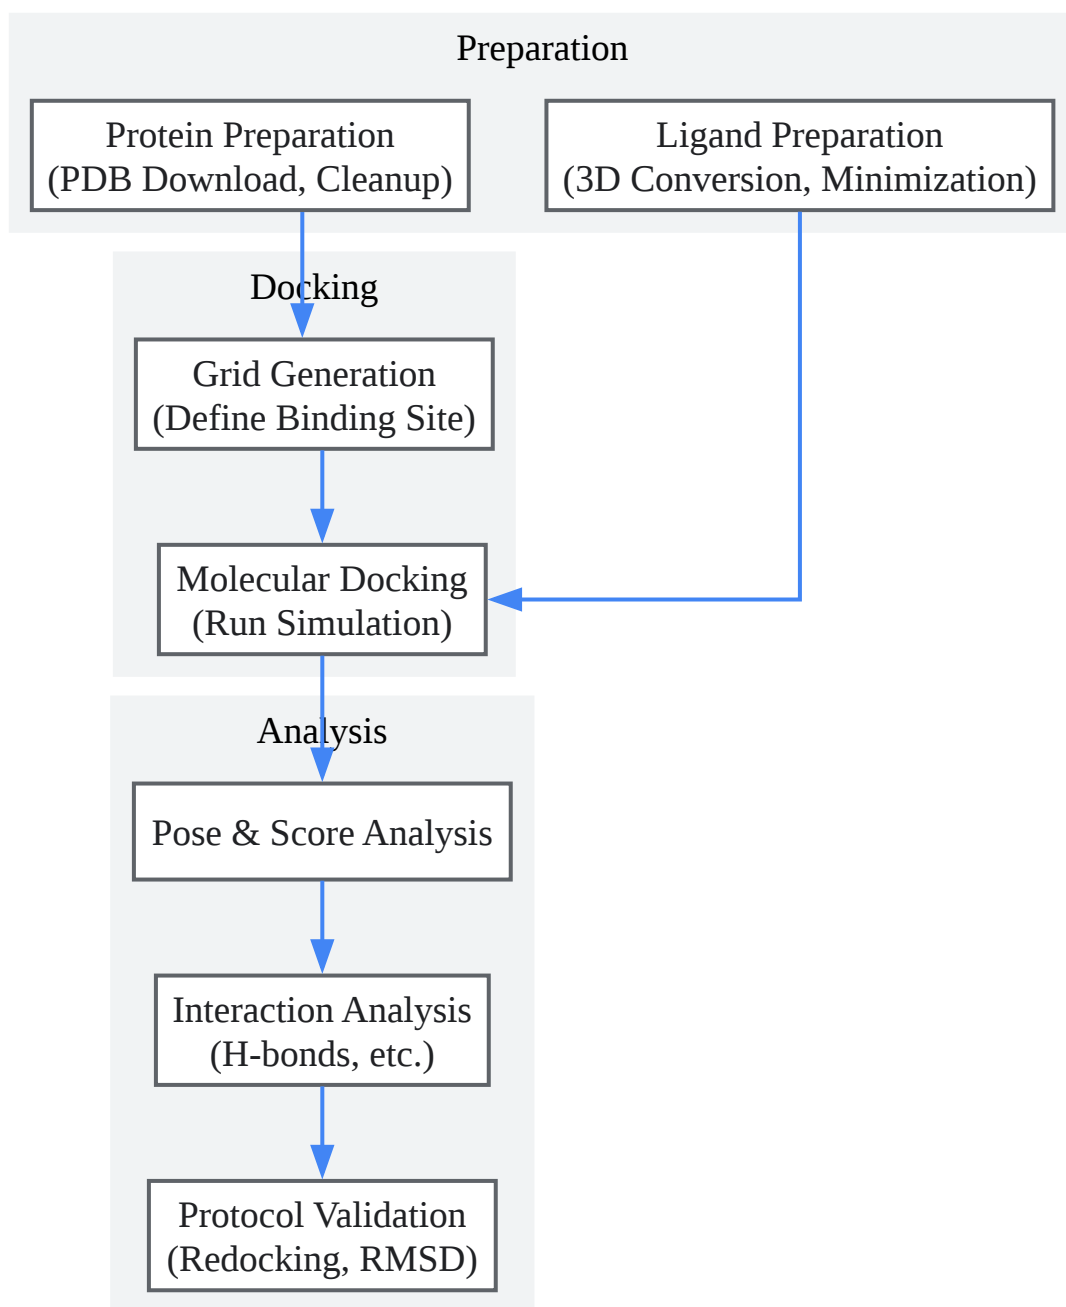 Preparation
Protein Preparation
(PDB Download, Cleanup)
Ligand Preparation
(3D Conversion, Minimization)
Docking
Grid Generation
(Define Binding Site)
Molecular Docking
(Run Simulation)
Analysis
Pose & Score Analysis
Interaction Analysis
(H-bonds, etc.)
Protocol Validation
(Redocking, RMSD)